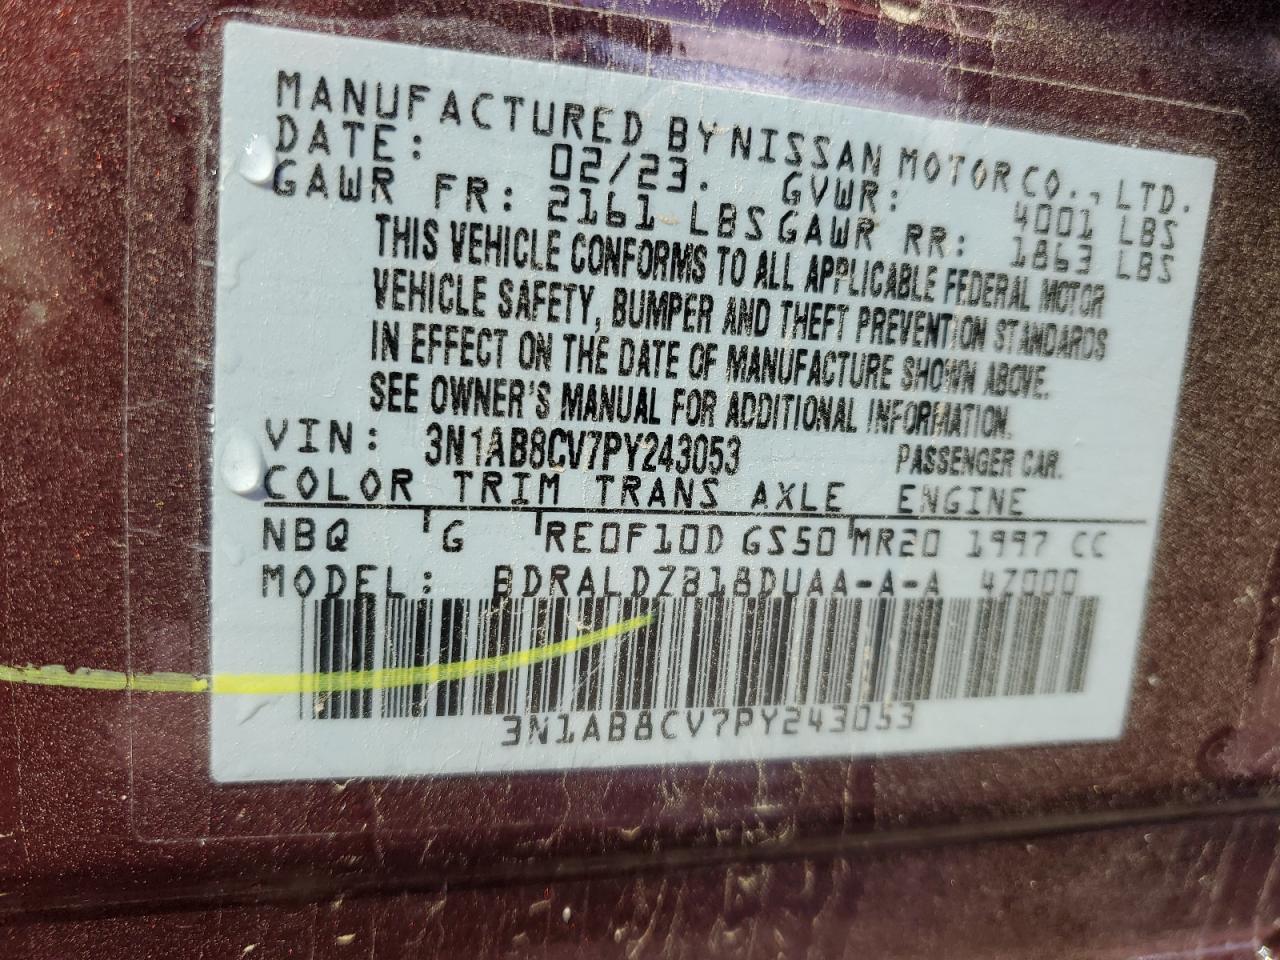 MANUFACTURED BY NISSAN MOTOR CO., LTD.
DATE: 02/23. GVWR: 4001 LBS
GAWR FR: 2161 LBS GAWR RR: 1863 LBS
THIS VEHICLE CONFORMS TO ALL APPLICABLE FEDERAL MOTOR
VEHICLE SAFETY, BUMPER AND THEFT PREVENTION STANDARDS
IN EFFECT ON THE DATE OF MANUFACTURE SHOWN ABOVE.
SEE OWNER'S MANUAL FOR ADDITIONAL INFORMATION.
VIN: 3N1AB8CV7PY243053 PASSENGER CAR.
COLOR TRIM TRANS AXLE ENGINE
NBQ G RE0F10D GS50 MR20 1997 CC
MODEL: BDRALDZB18DUAA-A-A 4Z000
3N1AB8CV7PY243053